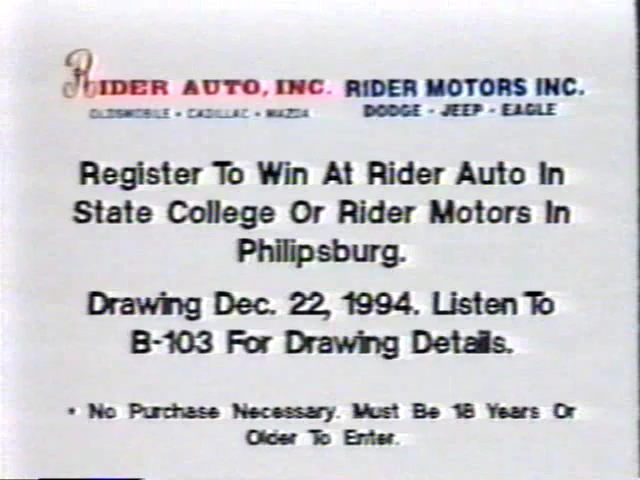 RIDER AUTO, INC. RIDER MOTORS INC.
OLDSMOBILE • CADILLAC • MAZDA DODGE - JEEP - EAGLE
Register To Win At Rider Auto In
State College Or Rider Motors In
Philipsburg.
Drawing Dec. 22, 1994. Listen To
B-103 For Drawing Details.
• No Purchase Necessary. Must Be 18 Years Or
Older To Enter.